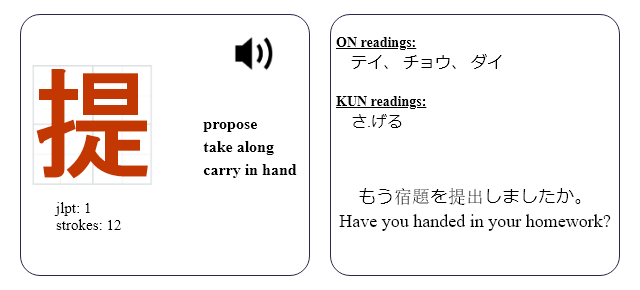 提
propose
take along
carry in hand
jlpt: 1
strokes: 12
ON readings:
テイ、 チョウ、 ダイ
KUN readings:
さ.げる
もう宿題を提出しましたか。
Have you handed in your homework?